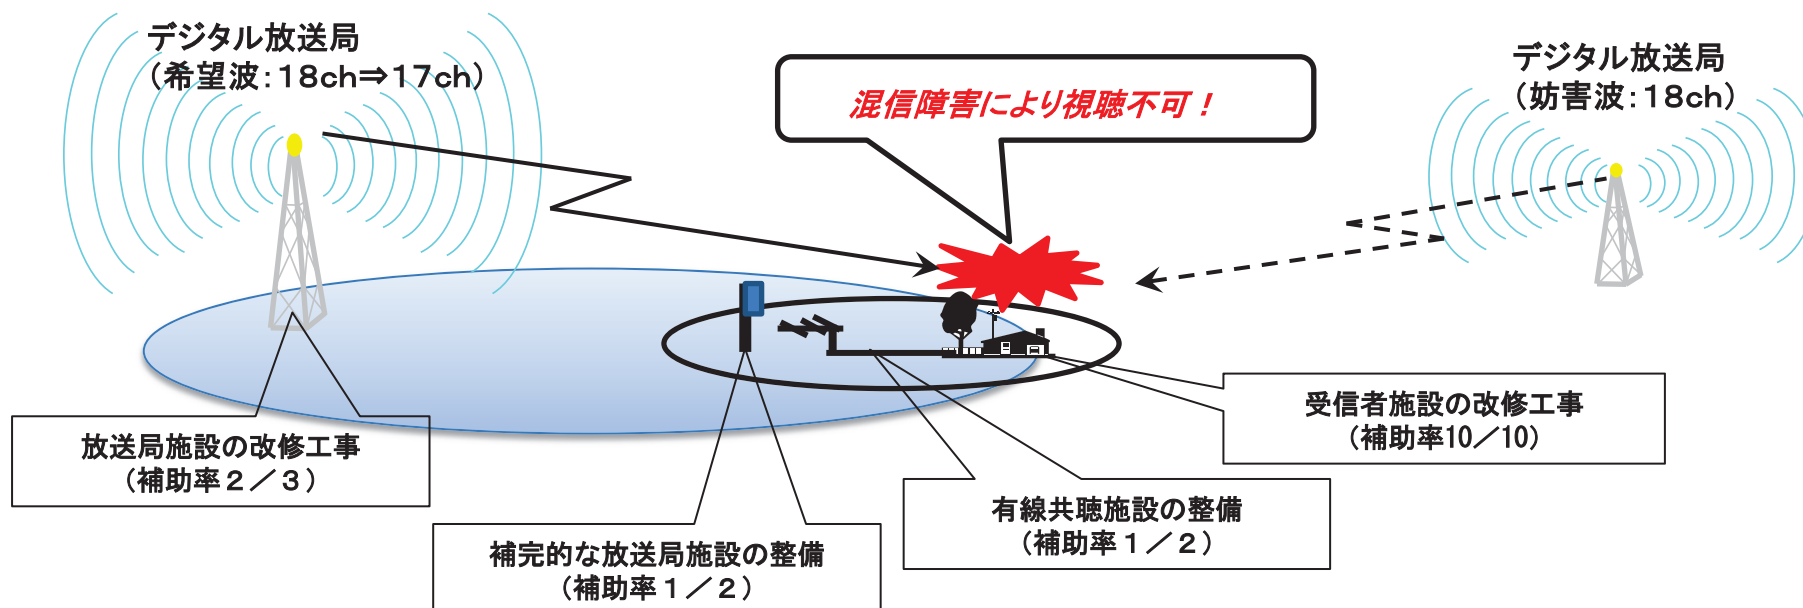 デジタル放送局
（希望波：18ch⇒17ch）
混信障害により視聴不可！
デジタル放送局
（妨害波：18ch）
放送局施設の改修工事
（補助率２／３）
補完的な放送局施設の整備
（補助率１／２）
有線共聴施設の整備
（補助率１／２）
受信者施設の改修工事
（補助率10／10）